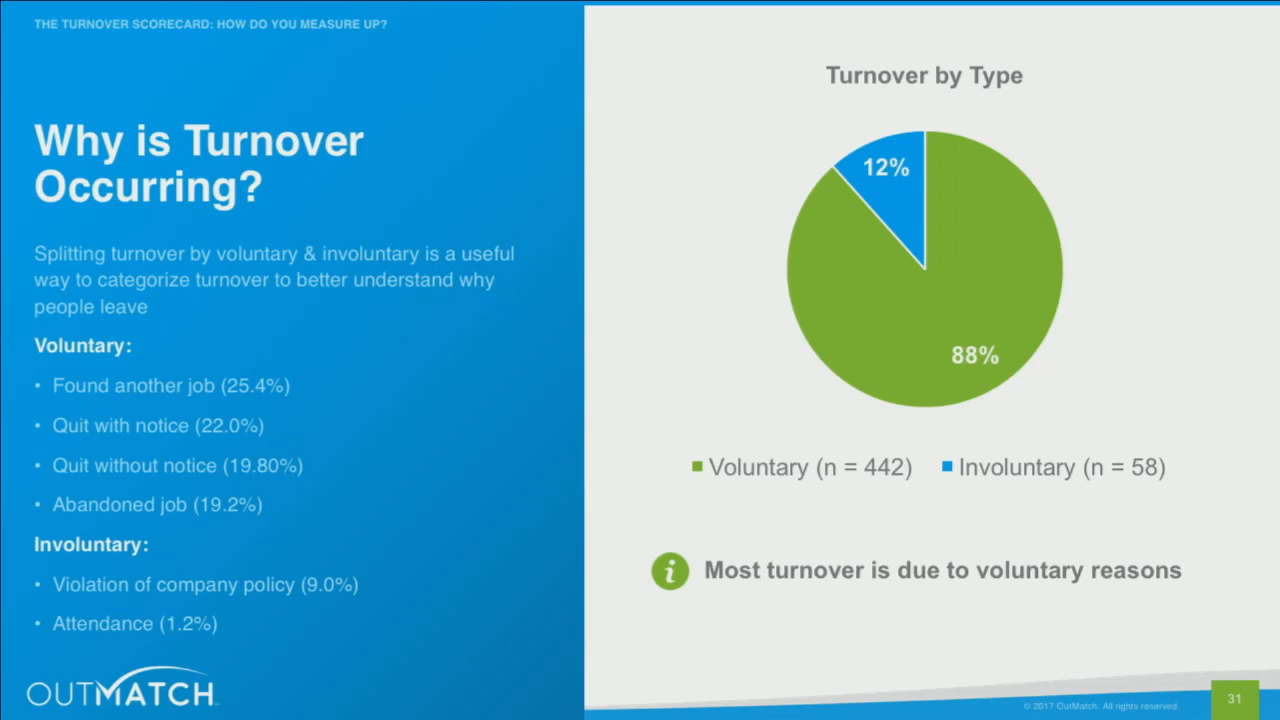 THE TURNOVER SCORECARD: HOW DO YOU MEASURE UP?
Why is Turnover
Occurring?
Splitting turnover by voluntary & involuntary is a useful
way to categorize turnover to better understand why
people leave
Voluntary:
• Found another job (25.4%)
• Quit with notice (22.0%)
• Quit without notice (19.80%)
• Abandoned job (19.2%)
Involuntary:
• Violation of company policy (9.0%)
• Attendance (1.2%)
OUTMATCH
Turnover by Type
12%
88%
Voluntary (n = 442) Involuntary (n = 58)
i Most turnover is due to voluntary reasons
© 2017 OutMatch. All rights reserved.
31